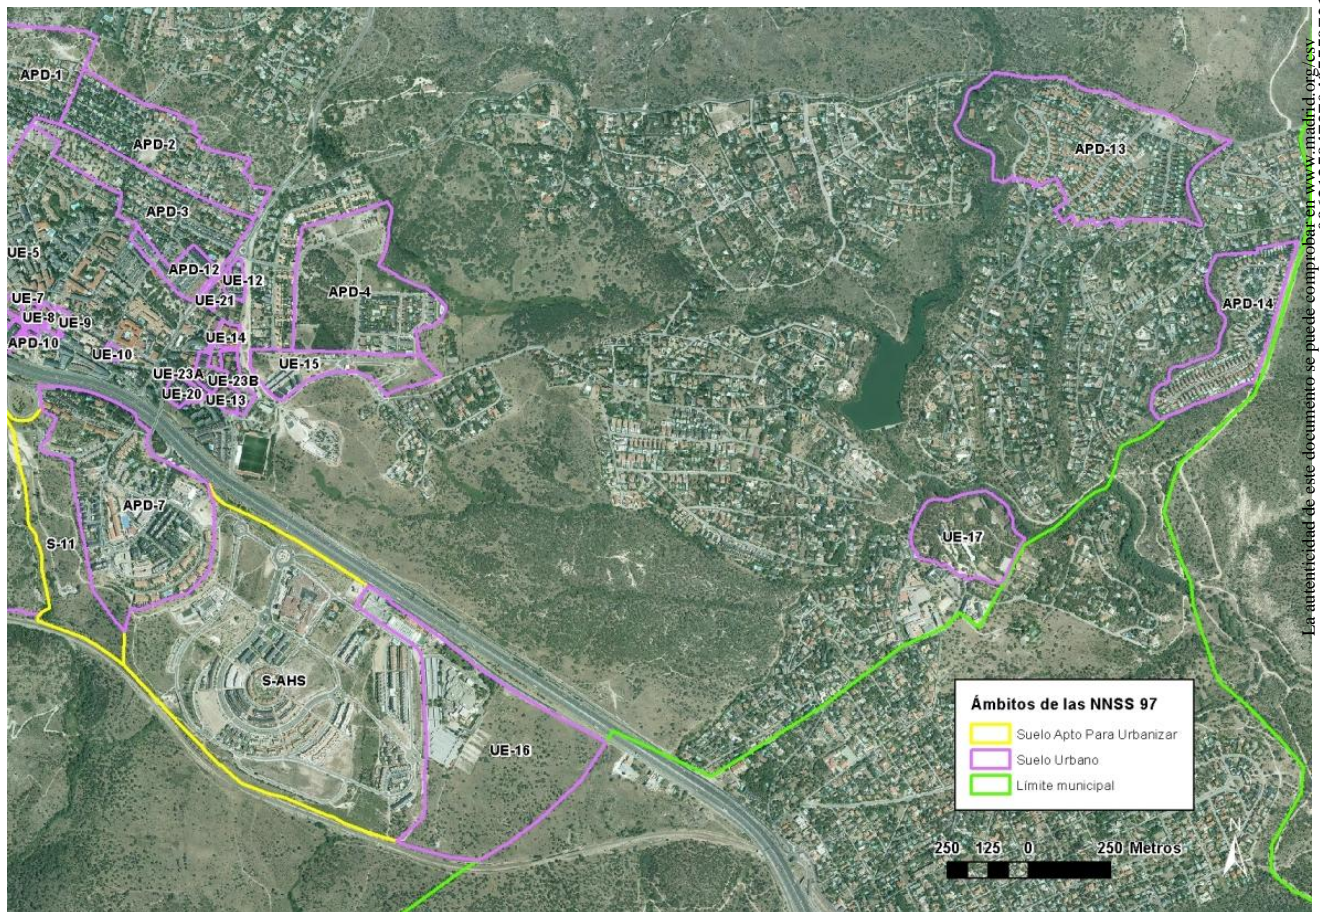 APD-1
APD-2
APD-13
APD-3
UE-5
APD-12
UE-12
UE-21
APD-4
APD-14
UE-7
UE-8
UE-9
APD-10
UE-10
UE-14
UE-15
UE-23A
UE-23B
UE-20
UE-13
APD-7
S-11
UE-17
S-AHS
UE-16
Ámbitos de las NNSS 97
Suelo Apto Para Urbanizar
Suelo Urbano
Límite municipal
N
250 125 0 250 Metros
La autenticidad de este documento se puede comprobar en www.madrid.org/csv